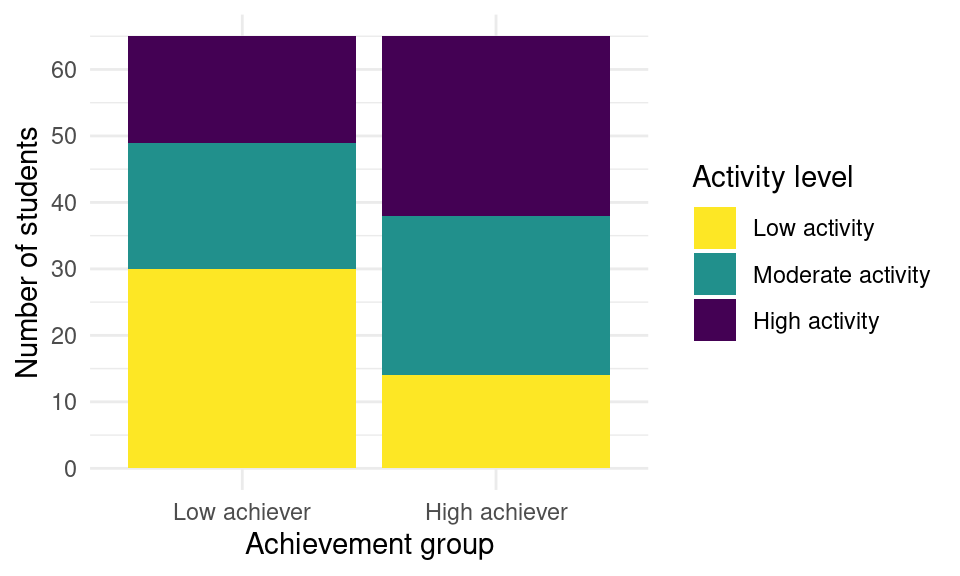 Number of students
60
50
40
30
20
10
0
Low achiever
High achiever
Achievement group
Activity level
Low activity
Moderate activity
High activity